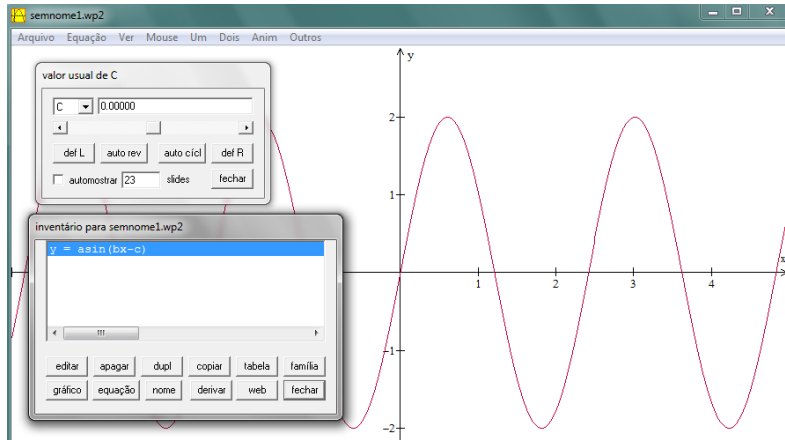 semnome1.wp2
Arquivo Equação Ver Mouse Um Dois Anim Outros
valor usual de C
C 0.00000
def L auto rev auto cícl def R
automostrar 23 slides fechar
inventário para semnome1.wp2
y = asin(bx-c)
editar apagar dupl copiar tabela família
gráfico equação nome derivar web fechar
y
2
1
x
1 2 3 4
-1
-2